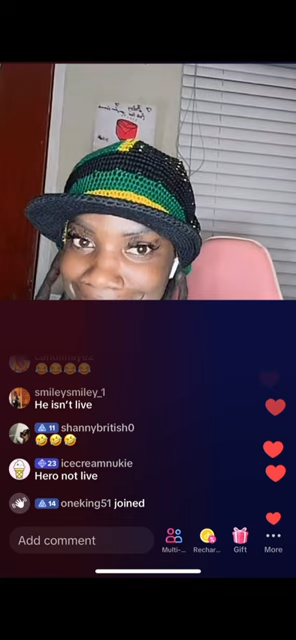 😂😂😂😂
smileysmiley_1
He isn't live
11 shannybritish0
🤣🤣🤣
23 icecreamnukie
Hero not live
14 oneking51 joined
Add comment
Multi-...
Rechar...
Gift
More